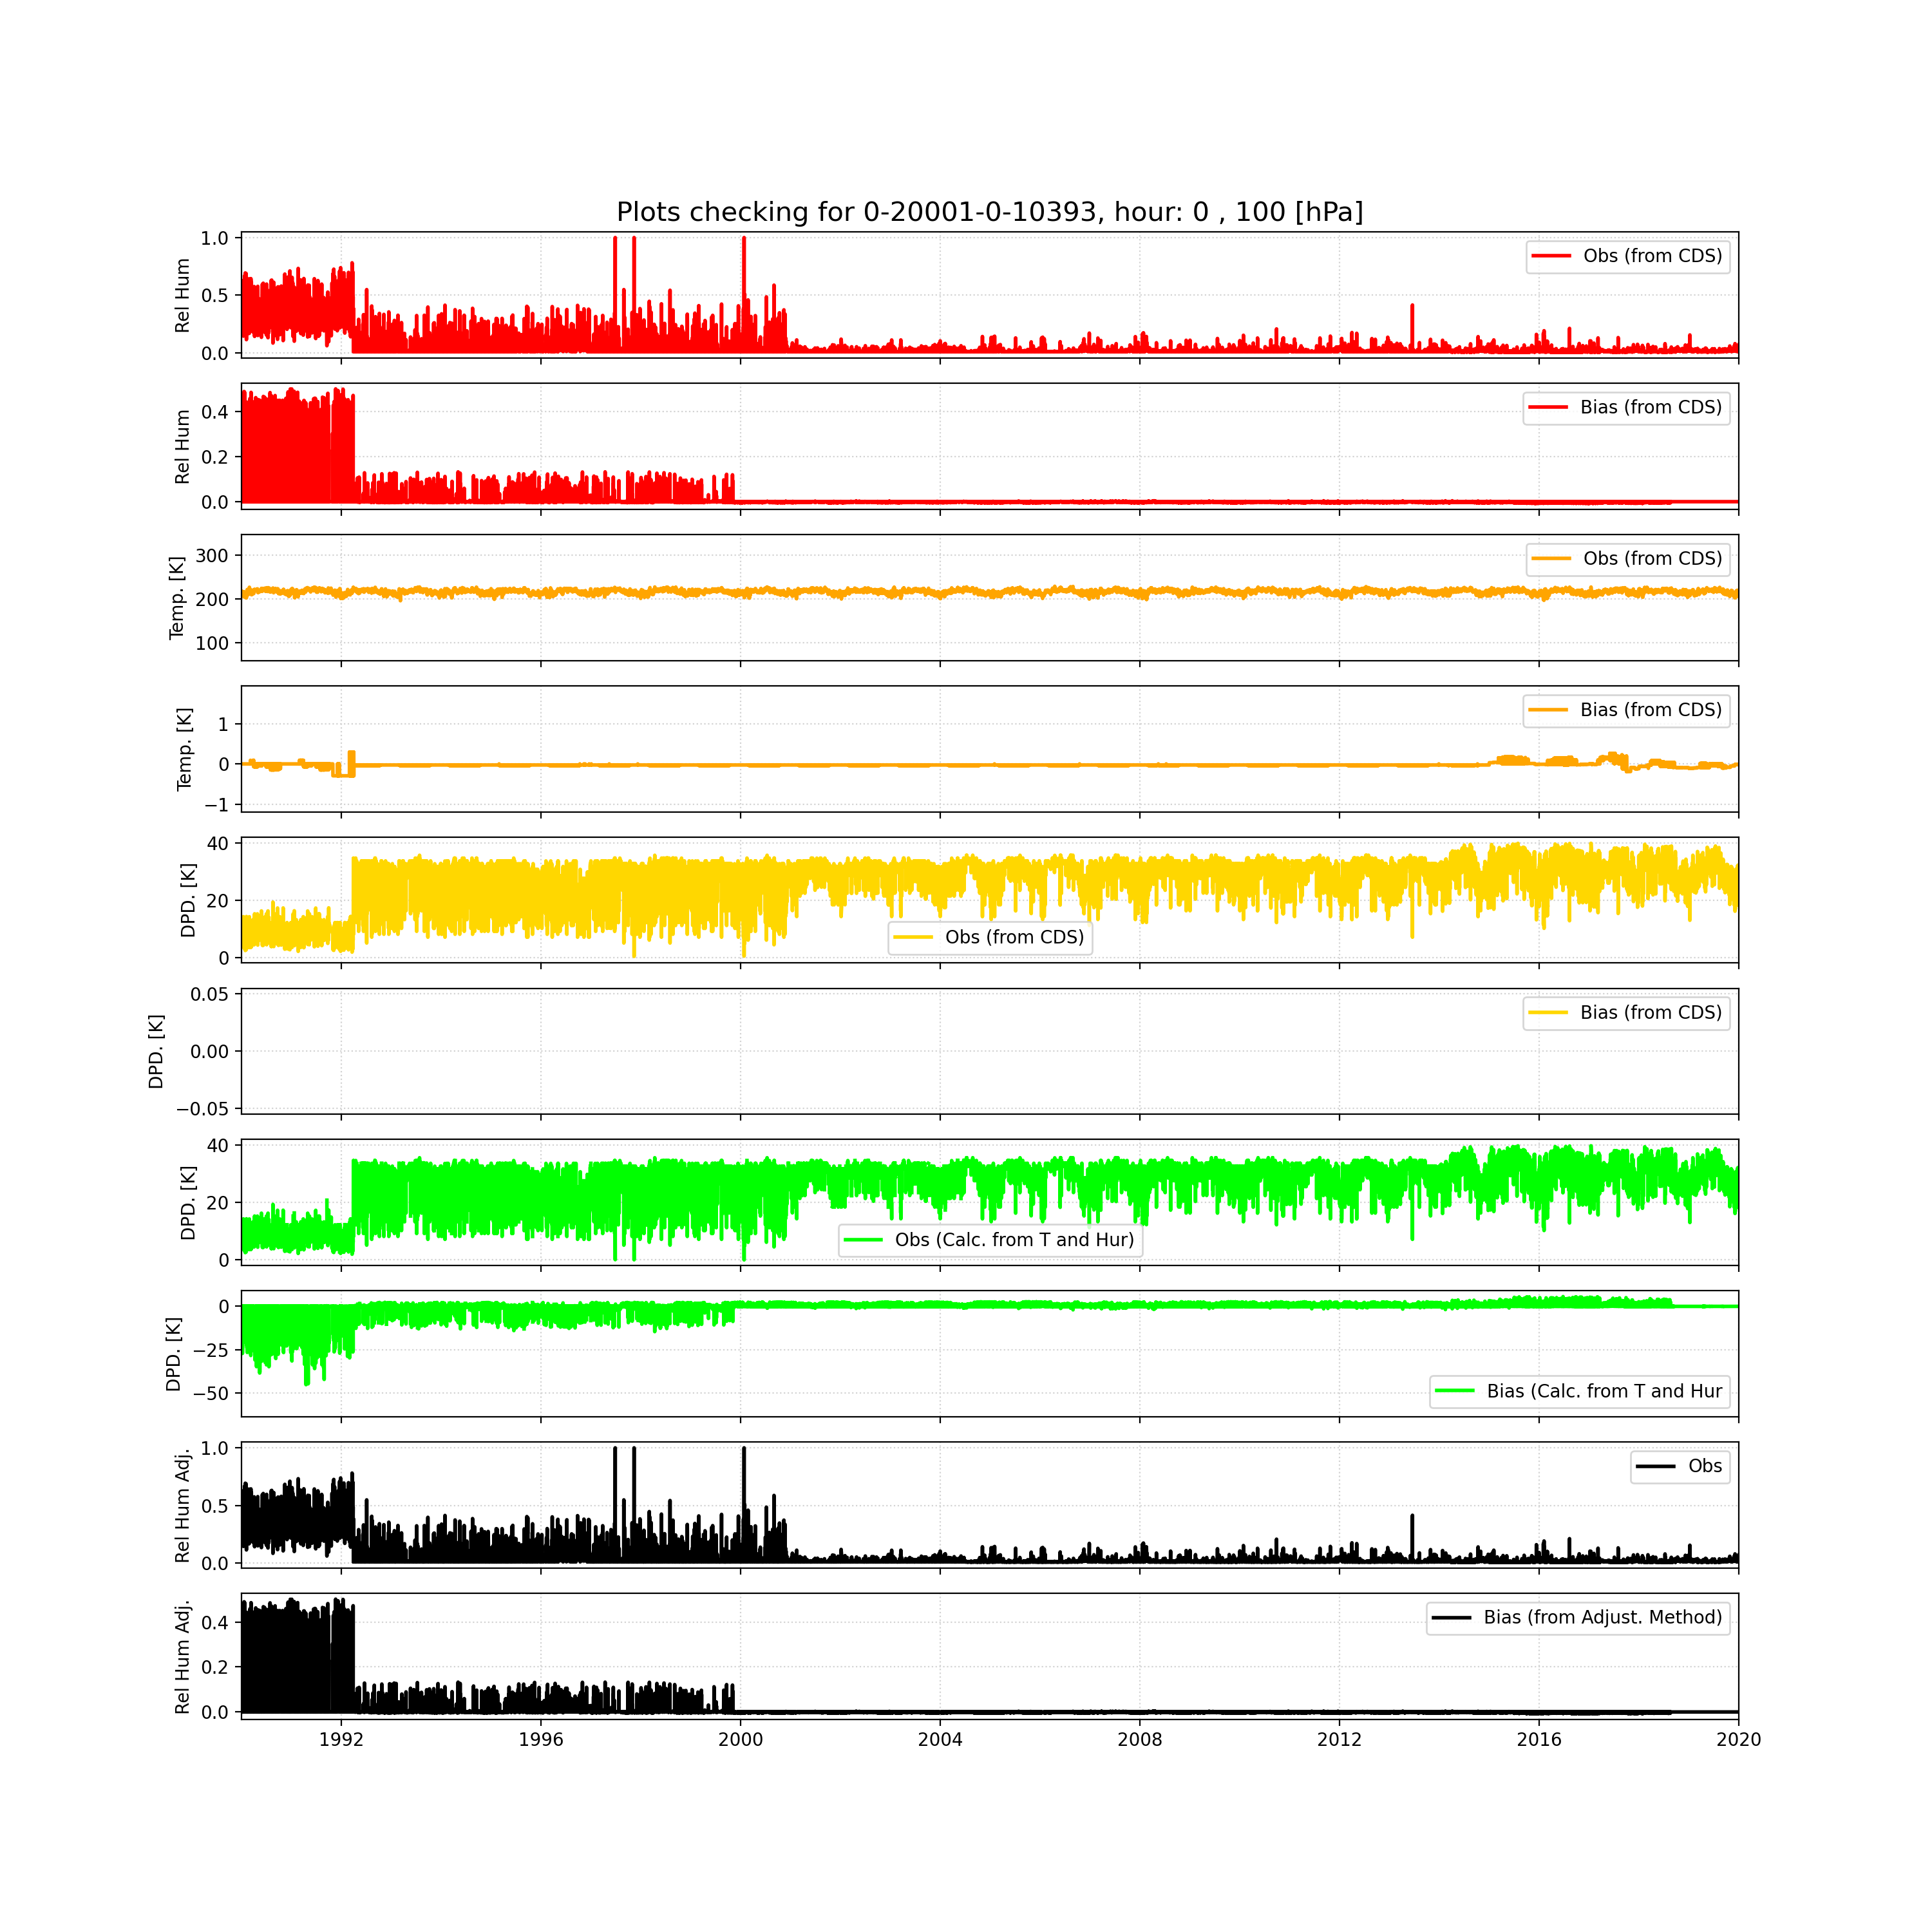 Plots checking for 0-20001-0-10393, hour: 0 , 100 [hPa]
1.0
0.5
0.0
Rel Hum
Obs (from CDS)
0.4
0.2
0.0
Rel Hum
Bias (from CDS)
300
200
100
Temp. [K]
Obs (from CDS)
1
0
−1
Temp. [K]
Bias (from CDS)
40
20
0
DPD. [K]
Obs (from CDS)
0.05
0.00
−0.05
DPD. [K]
Bias (from CDS)
40
20
0
DPD. [K]
Obs (Calc. from T and Hur)
0
−25
−50
DPD. [K]
Bias (Calc. from T and Hur
1.0
0.5
0.0
Rel Hum Adj.
Obs
0.4
0.2
0.0
Rel Hum Adj.
Bias (from Adjust. Method)
1992 1996 2000 2004 2008 2012 2016 2020